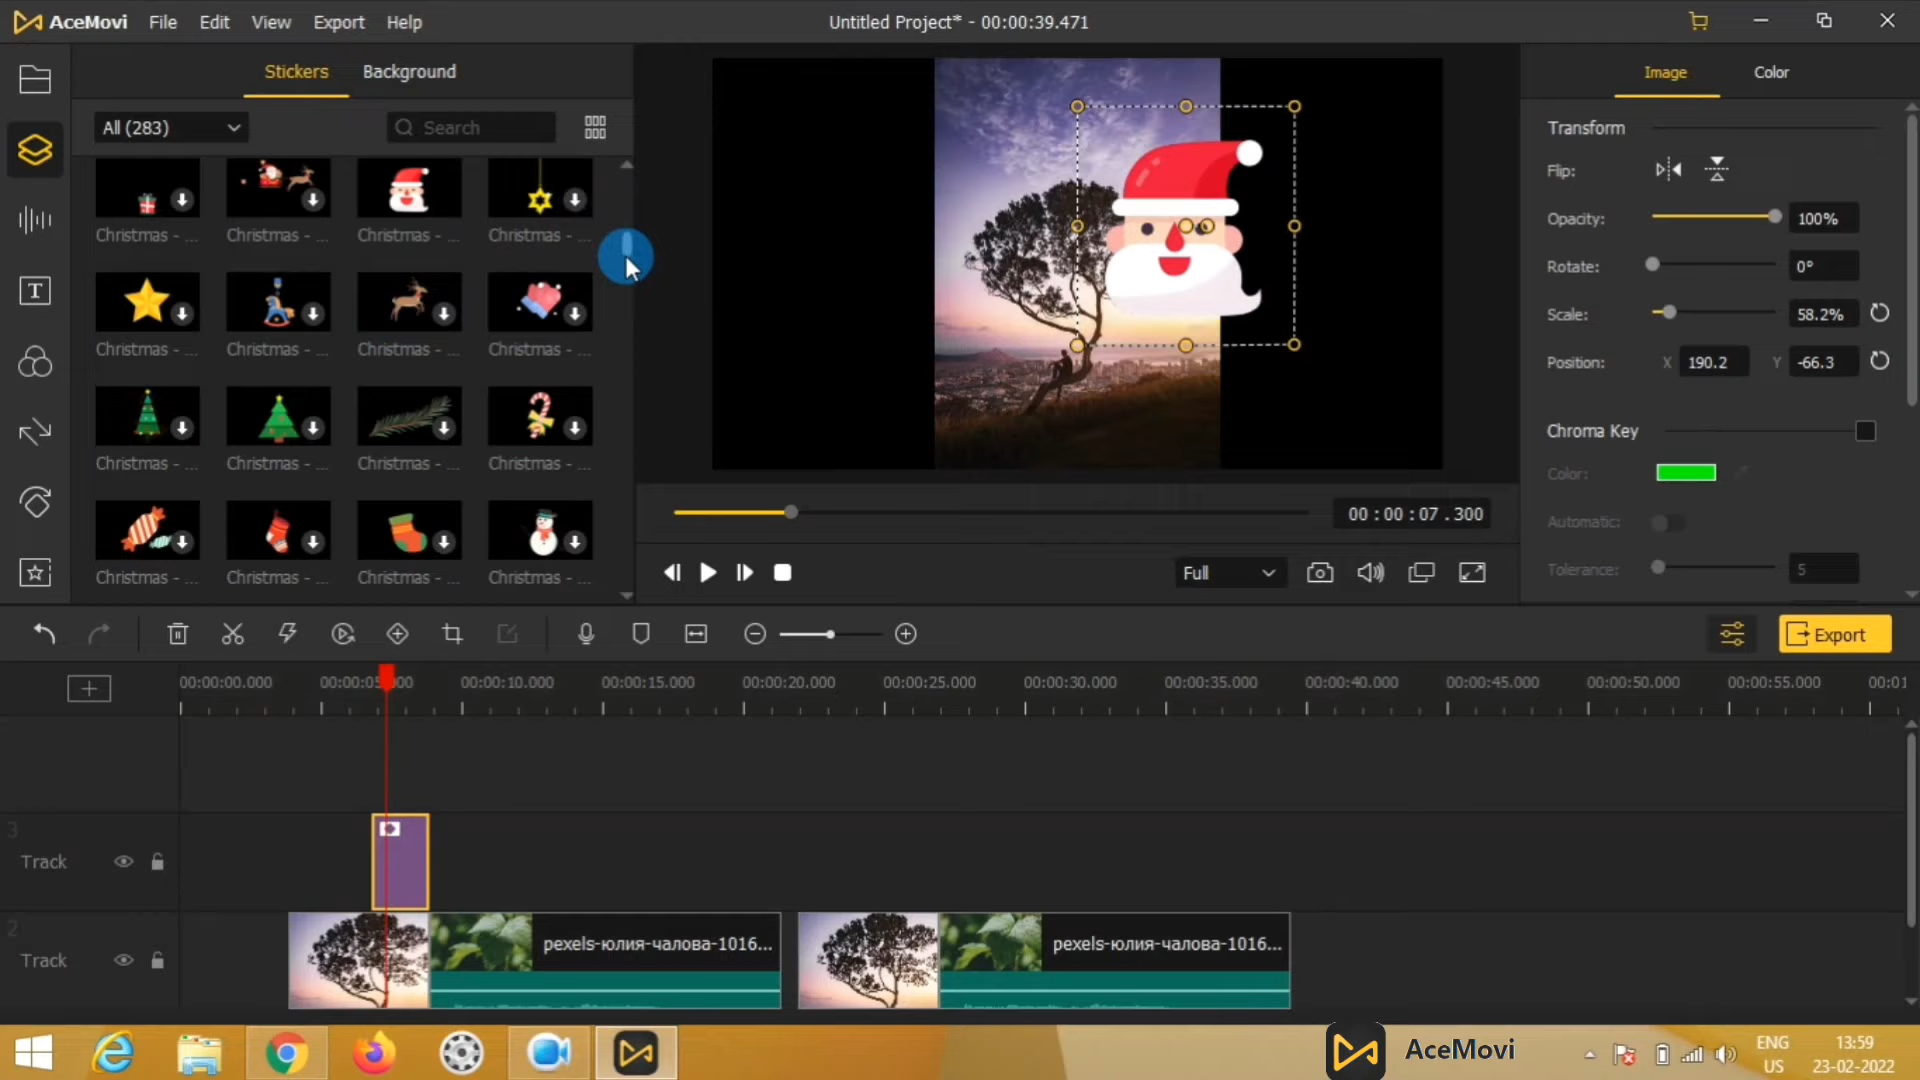 AceMovi File Edit View Export Help
Untitled Project* - 00:00:39.471
Stickers Background
All (283)
Search
Christmas - ... Christmas - ... Christmas - ... Christmas - ...
Christmas - ... Christmas - ... Christmas - ... Christmas - ...
Christmas - ... Christmas - ... Christmas - ... Christmas - ...
Christmas - ... Christmas - ... Christmas - ... Christmas - ...
00 : 00 : 07 .300
Full
Image Color
Transform
Flip:
Opacity: 100%
Rotate: 0°
Scale: 58.2%
Position: X 190.2 Y -66.3
Chroma Key
Color:
Automatic:
Tolerance: 5
Export
00:00:00.000 00:00:05.000 00:00:10.000 00:00:15.000 00:00:20.000 00:00:25.000 00:00:30.000 00:00:35.000 00:00:40.000 00:00:45.000 00:00:50.000 00:00:55.000 00:01
3
Track
2
Track
pexels-юлия-чалова-1016...
pexels-юлия-чалова-1016...
AceMovi
ENG
US
13:59
23-02-2022